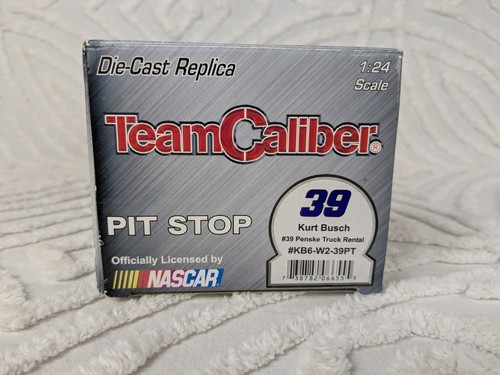 Die-Cast Replica
1:24
Scale
TeamCaliber®
PIT STOP
39
Kurt Busch
#39 Penske Truck Rental
#KB6-W2-39PT
Officially Licensed by
NASCAR